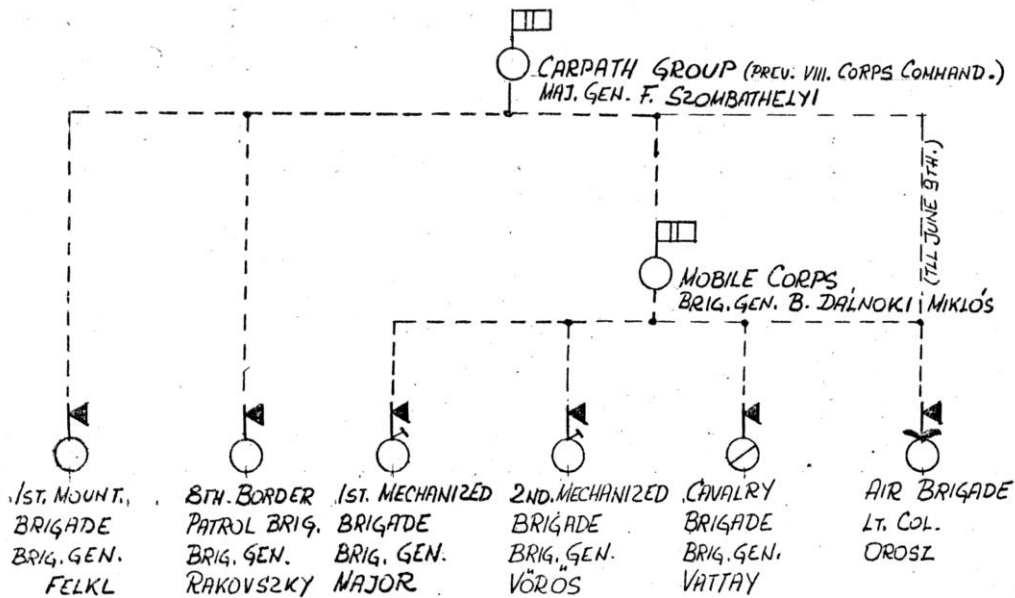 CARPATH GROUP (PREV. VIII. CORPS COMMAND.)
MAJ. GEN. F. SZOMBATHELYI
(TLL JUNE 9TH.)
MOBILE CORPS
BRIG. GEN. B. DÁLNOKI MIKLÓS
1ST. MOUNT.
BRIGADE
BRIG. GEN.
FELKL
8TH. BORDER
PATROL BRIG.
BRIG. GEN.
RAKOVSZKY
1ST. MECHANIZED
BRIGADE
BRIG. GEN.
MAJOR
2ND. MECHANIZED
BRIGADE
BRIG. GEN.
VÖRÖS
CAVALRY
BRIGADE
BRIG. GEN.
VATTAY
AIR BRIGADE
LT. COL.
OROSZ